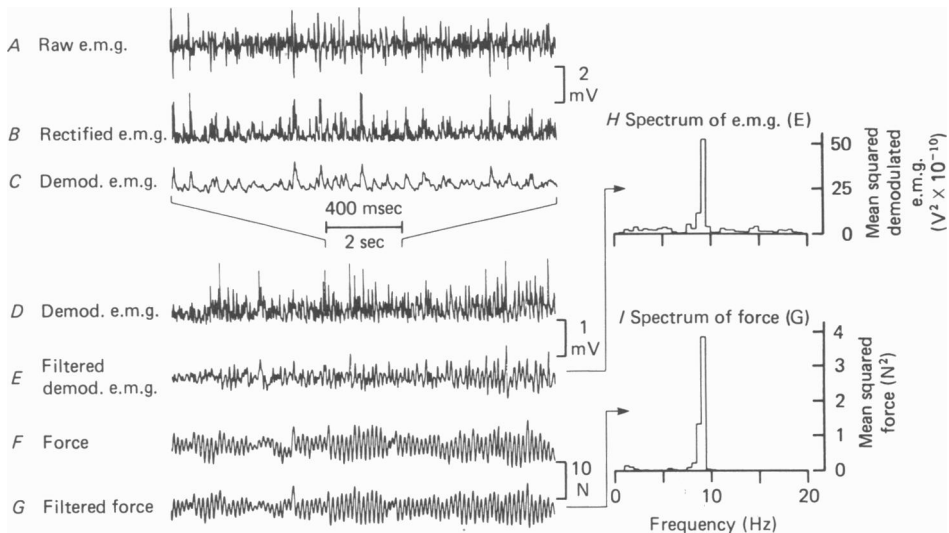 A Raw e.m.g.
2
mV
B Rectified e.m.g.
C Demod. e.m.g.
400 msec
2 sec
D Demod. e.m.g.
1
mV
E Filtered
demod. e.m.g.
F Force
10
N
G Filtered force
H Spectrum of e.m.g. (E)
50
25
0
Mean squared
demodulated
e.m.g.
(V² × 10⁻¹⁰)
I Spectrum of force (G)
4
3
2
1
0
Mean squared
force (N²)
0 10 20
Frequency (Hz)